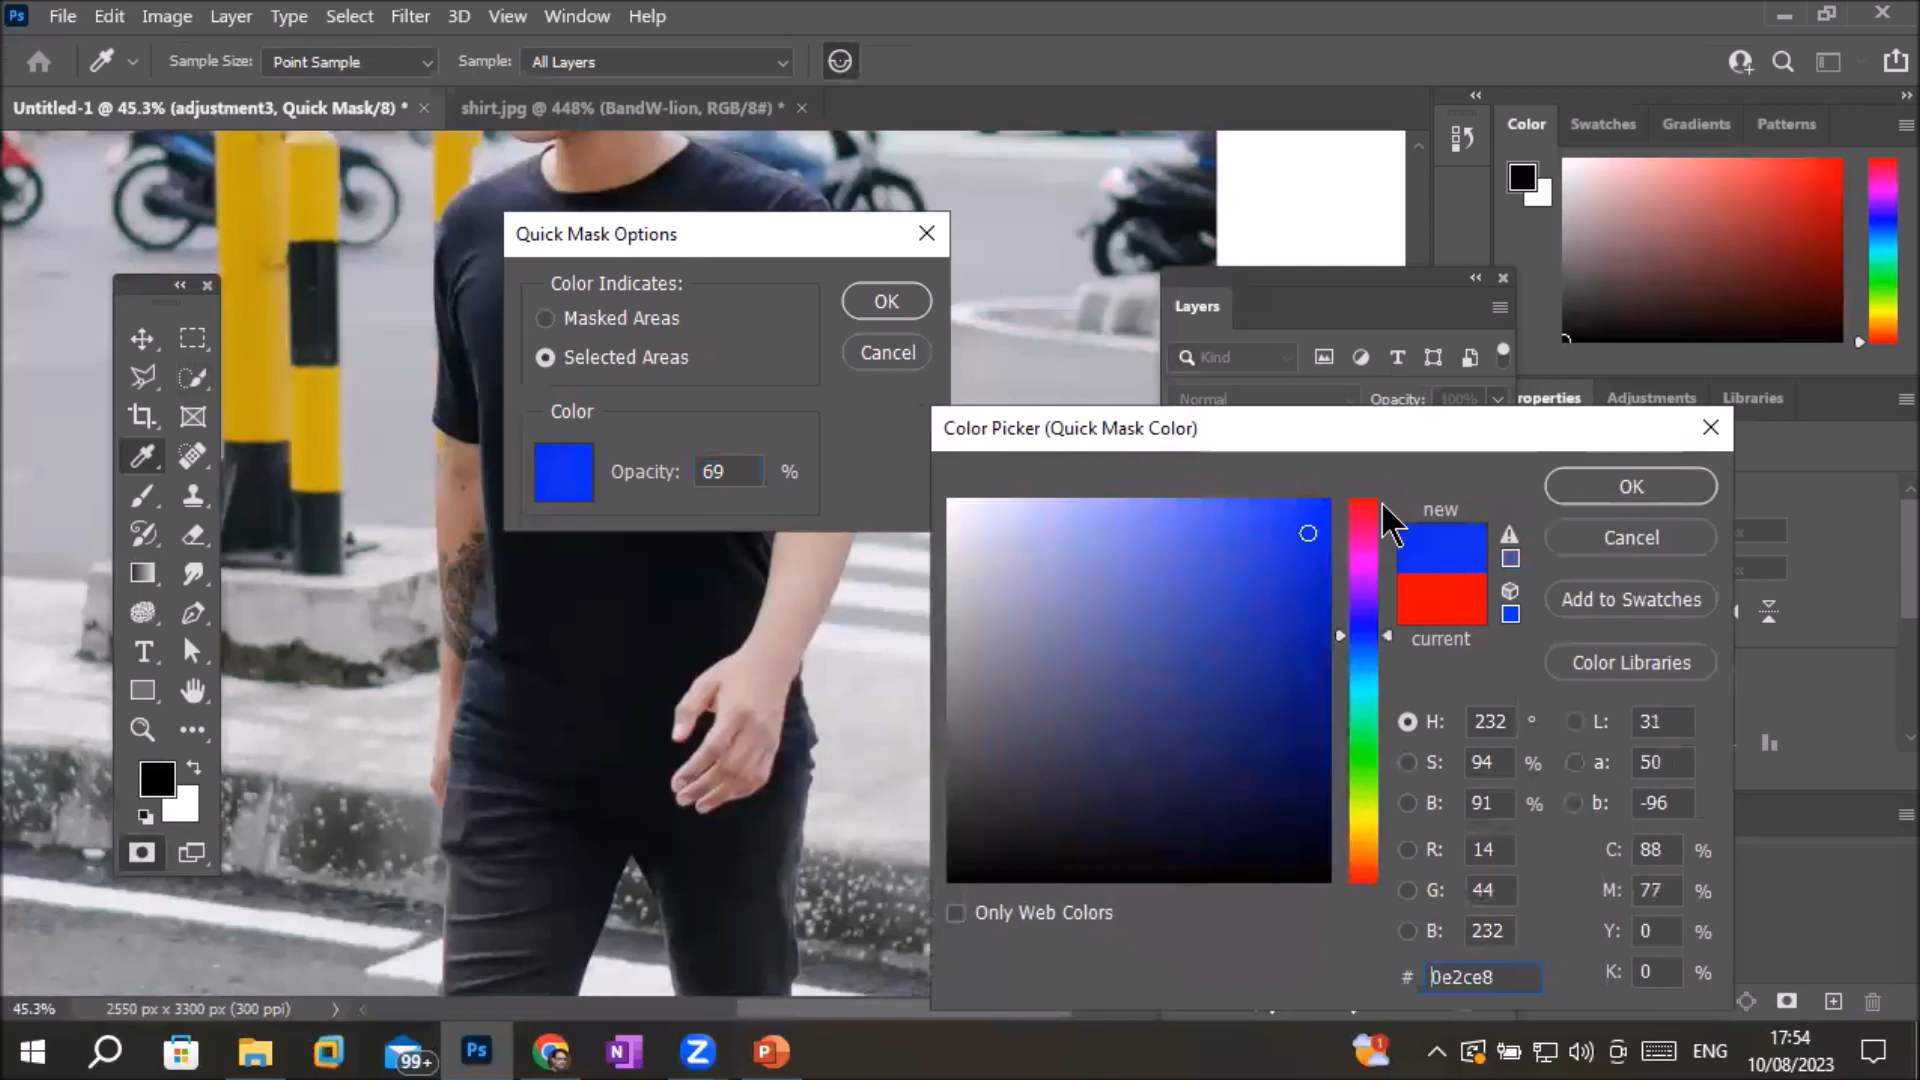 Ps File Edit Image Layer Type Select Filter 3D View Window Help
Sample Size: Point Sample Sample: All Layers
Untitled-1 @ 45.3% (adjustment3, Quick Mask/8) * × shirt.jpg @ 448% (BandW-lion, RGB/8#) * ×
Color Swatches Gradients Patterns
Quick Mask Options
Color Indicates:
Masked Areas
Selected Areas
OK
Cancel
Color
Opacity: 69 %
Layers
Kind
Normal Opacity: 100%
roperties Adjustments Libraries
Color Picker (Quick Mask Color)
new
current
OK
Cancel
Add to Swatches
Color Libraries
H: 232 ° L: 31
S: 94 % a: 50
B: 91 % b: -96
R: 14 C: 88 %
G: 44 M: 77 %
B: 232 Y: 0 %
# 0e2ce8 K: 0 %
Only Web Colors
45.3% 2550 px x 3300 px (300 ppi)
99+ Ps N Z P 1 ENG
17:54
10/08/2023